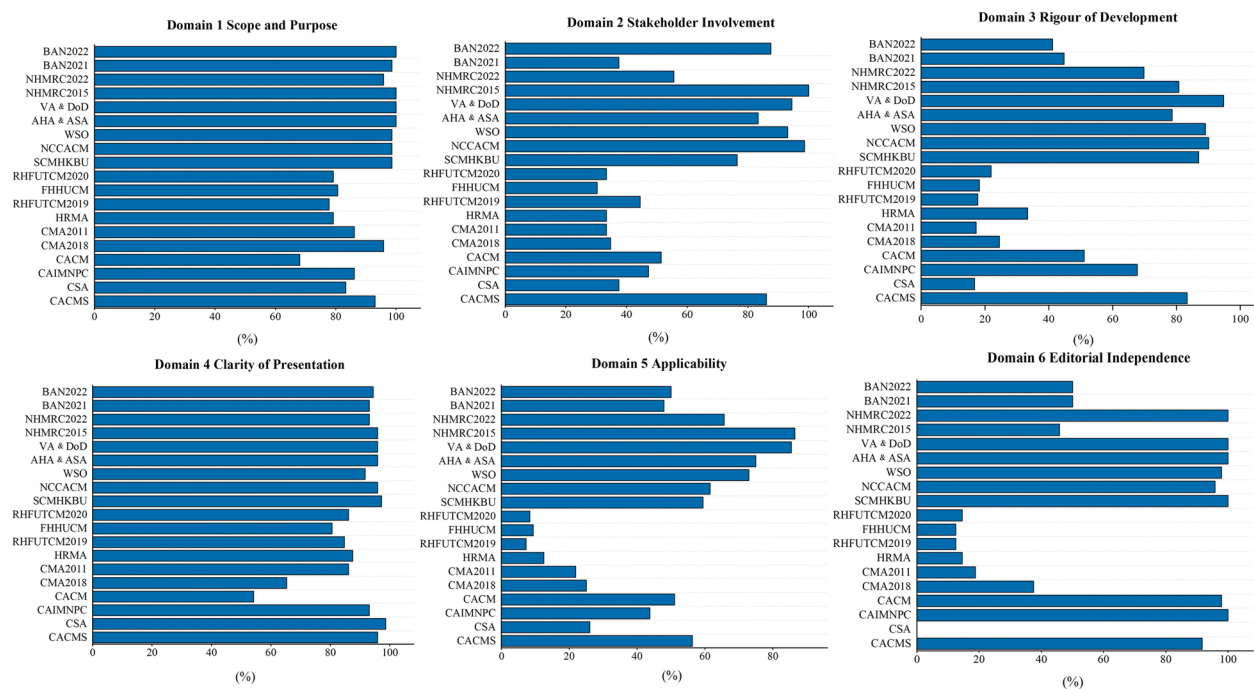 Domain 1 Scope and Purpose
BAN2022
BAN2021
NHMRC2022
NHMRC2015
VA & DoD
AHA & ASA
WSO
NCCACM
SCMHKBU
RHFUTCM2020
FHHUCM
RHFUTCM2019
HRMA
CMA2011
CMA2018
CACM
CAIMNPC
CSA
CACMS
0 20 40 60 80 100
(%)
Domain 2 Stakeholder Involvement
BAN2022
BAN2021
NHMRC2022
NHMRC2015
VA & DoD
AHA & ASA
WSO
NCCACM
SCMHKBU
RHFUTCM2020
FHHUCM
RHFUTCM2019
HRMA
CMA2011
CMA2018
CACM
CAIMNPC
CSA
CACMS
0 20 40 60 80 100
(%)
Domain 3 Rigour of Development
BAN2022
BAN2021
NHMRC2022
NHMRC2015
VA & DoD
AHA & ASA
WSO
NCCACM
SCMHKBU
RHFUTCM2020
FHHUCM
RHFUTCM2019
HRMA
CMA2011
CMA2018
CACM
CAIMNPC
CSA
CACMS
0 20 40 60 80 100
(%)
Domain 4 Clarity of Presentation
BAN2022
BAN2021
NHMRC2022
NHMRC2015
VA & DoD
AHA & ASA
WSO
NCCACM
SCMHKBU
RHFUTCM2020
FHHUCM
RHFUTCM2019
HRMA
CMA2011
CMA2018
CACM
CAIMNPC
CSA
CACMS
0 20 40 60 80 100
(%)
Domain 5 Applicability
BAN2022
BAN2021
NHMRC2022
NHMRC2015
VA & DoD
AHA & ASA
WSO
NCCACM
SCMHKBU
RHFUTCM2020
FHHUCM
RHFUTCM2019
HRMA
CMA2011
CMA2018
CACM
CAIMNPC
CSA
CACMS
0 20 40 60 80
(%)
Domain 6 Editorial Independence
BAN2022
BAN2021
NHMRC2022
NHMRC2015
VA & DoD
AHA & ASA
WSO
NCCACM
SCMHKBU
RHFUTCM2020
FHHUCM
RHFUTCM2019
HRMA
CMA2011
CMA2018
CACM
CAIMNPC
CSA
CACMS
0 20 40 60 80 100
(%)